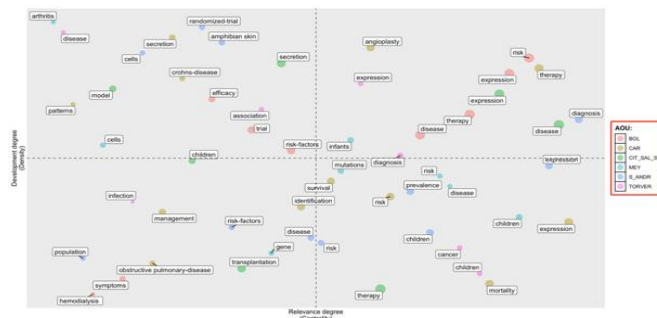 arthritis
randomized-trial
disease
secretion
amphibian skin
angioplasty
cells
risk
secretion
crohns-disease
therapy
expression
expression
model
efficacy
expression
patterns
association
therapy
diagnosis
trial
disease
disease
cells
risk-factors
infants
children
diagnosis
expression
mutations
risk
survival
prevalence
disease
infection
identification
risk
management
risk-factors
children
expression
disease
children
risk
gene
cancer
population
transplantation
obstructive pulmonary-disease
children
symptoms
therapy
mortality
hemodialysis
Development degree
(Density)
Relevance degree
(Centrality)
AOU:
BOL
CAR
CIT_SAL_S
MEY
S_ANDR
TORVER